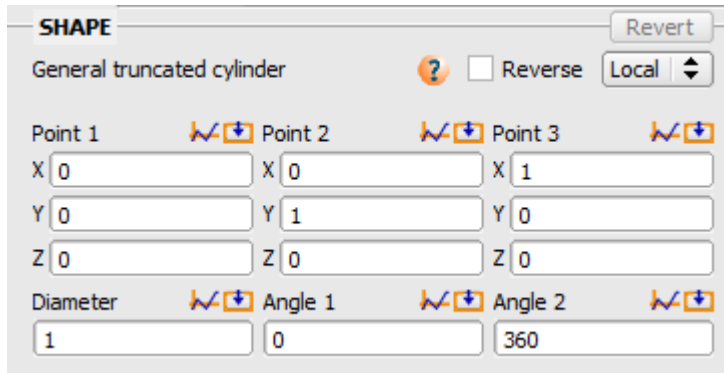 SHAPE Revert
General truncated cylinder ? Reverse Local
Point 1 Point 2 Point 3
X 0 X 0 X 1
Y 0 Y 1 Y 0
Z 0 Z 0 Z 0
Diameter Angle 1 Angle 2
1 0 360